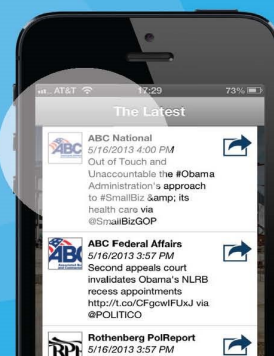 AT&T 17:29 73%
The Latest
ABC
ABC National
5/16/2013 4:00 PM
Out of Touch and
Unaccountable the #Obama
Administration's approach
to #SmallBiz &amp; its
health care via
@SmallBizGOP
ABC
ABC Federal Affairs
5/16/2013 3:57 PM
Second appeals court
invalidates Obama's NLRB
recess appointments
http://t.co/CFgcwIFUxJ via
@POLITICO
RPR
Rothenberg PolReport
5/16/2013 3:57 PM